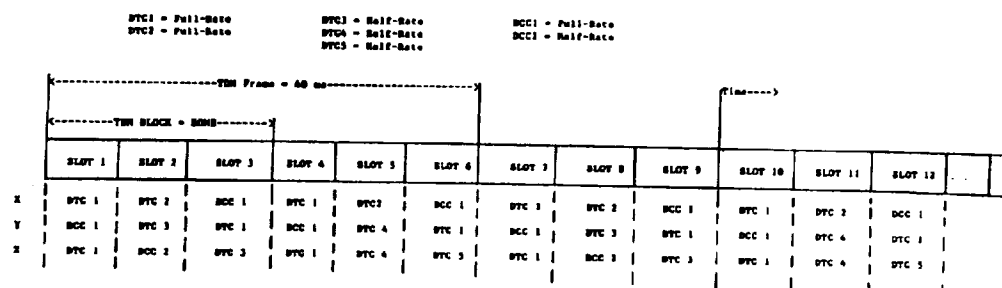 DTC1 = Full-Rate DTC3 = Half-Rate DCC1 = Full-Rate
DTC2 = Full-Rate DTC4 = Half-Rate DCC2 = Half-Rate
DTC5 = Half-Rate
TDM Frame = 40 ms
Time---->
TDM BLOCK =
SLOT 1 SLOT 2 SLOT 3 SLOT 4 SLOT 5 SLOT 6 SLOT 7 SLOT 8 SLOT 9 SLOT 10 SLOT 11 SLOT 12
X DTC 1 DTC 2 DCC 1 DTC 1 DTC2 DCC 1 DTC 1 DTC 2 DCC 1 DTC 1 DTC 2 DCC 1
Y DCC 1 DTC 3 DTC 1 DCC 1 DTC 4 DTC 1 DCC 1 DTC 3 DTC 1 DCC 1 DTC 4 DTC 1
Z DTC 1 DCC 2 DTC 3 DTC 1 DTC 4 DTC 5 DTC 1 DCC 2 DTC 3 DTC 1 DTC 4 DTC 5